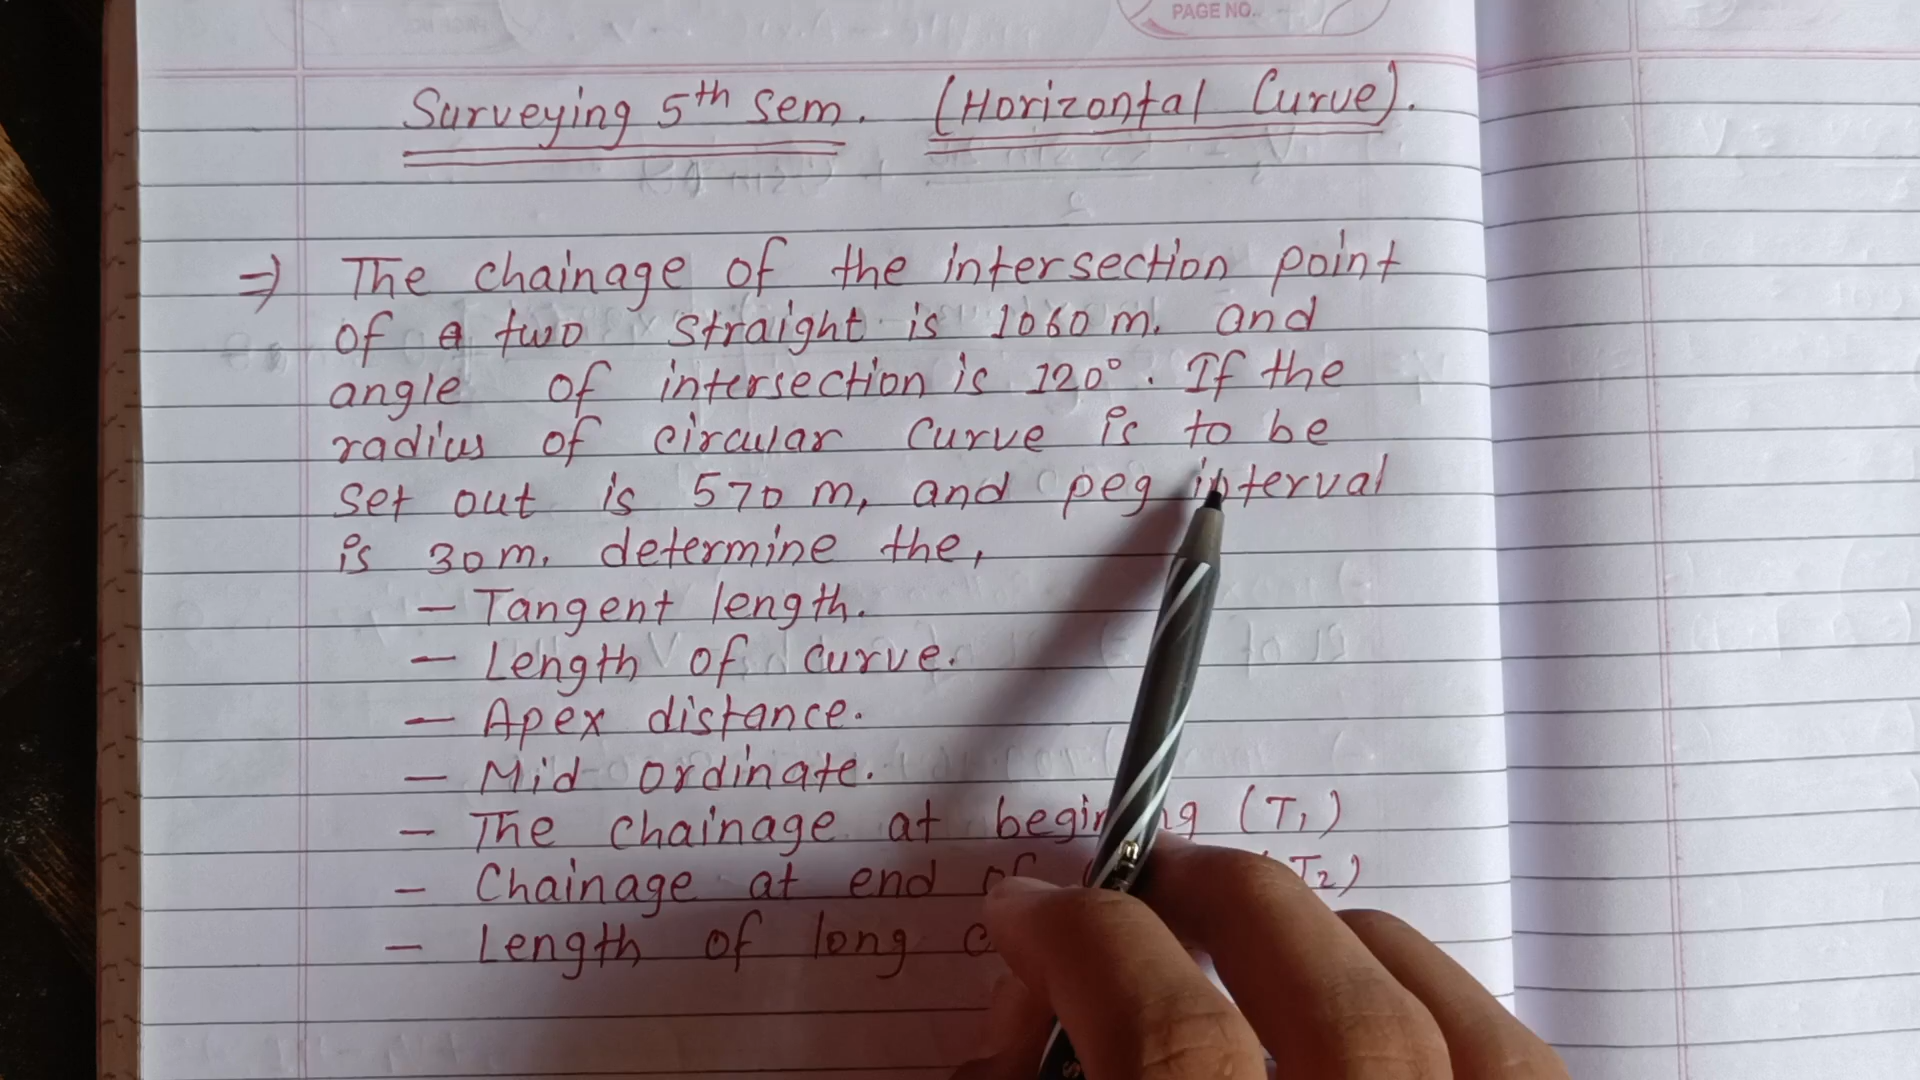 PAGE NO.
Surveying 5th sem. (Horizontal Curve).
=> The chainage of the intersection point
of a two straight is 1060 m. and
angle of intersection is 120°. If the
radius of circular curve is to be
set out is 570 m, and peg interval
is 30m. determine the,
- Tangent length.
- Length of curve.
- Apex distance.
- Mid ordinate.
- The chainage at (T1)
- Chainage at end of (T2)
- Length of long